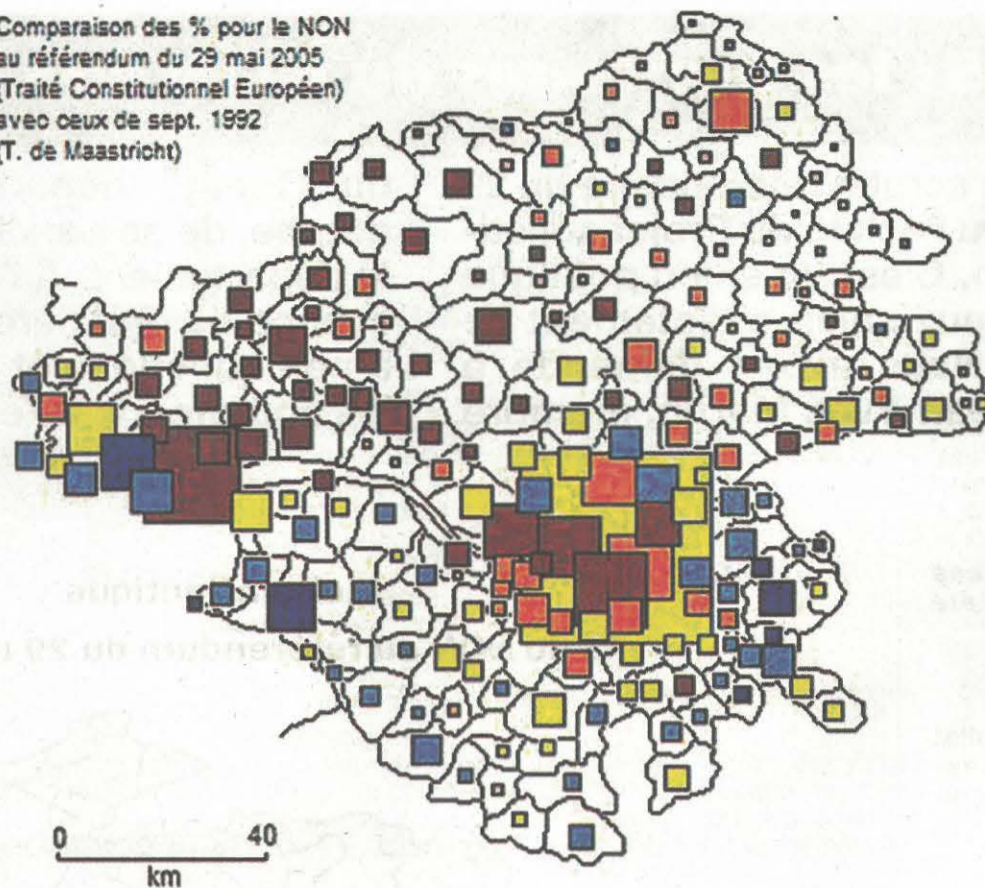 Comparaison des % pour le NON
au référendum du 29 mai 2005
(Traité Constitutionnel Européen)
avec ceux de sept. 1992
(T. de Maastricht)
0 40
km